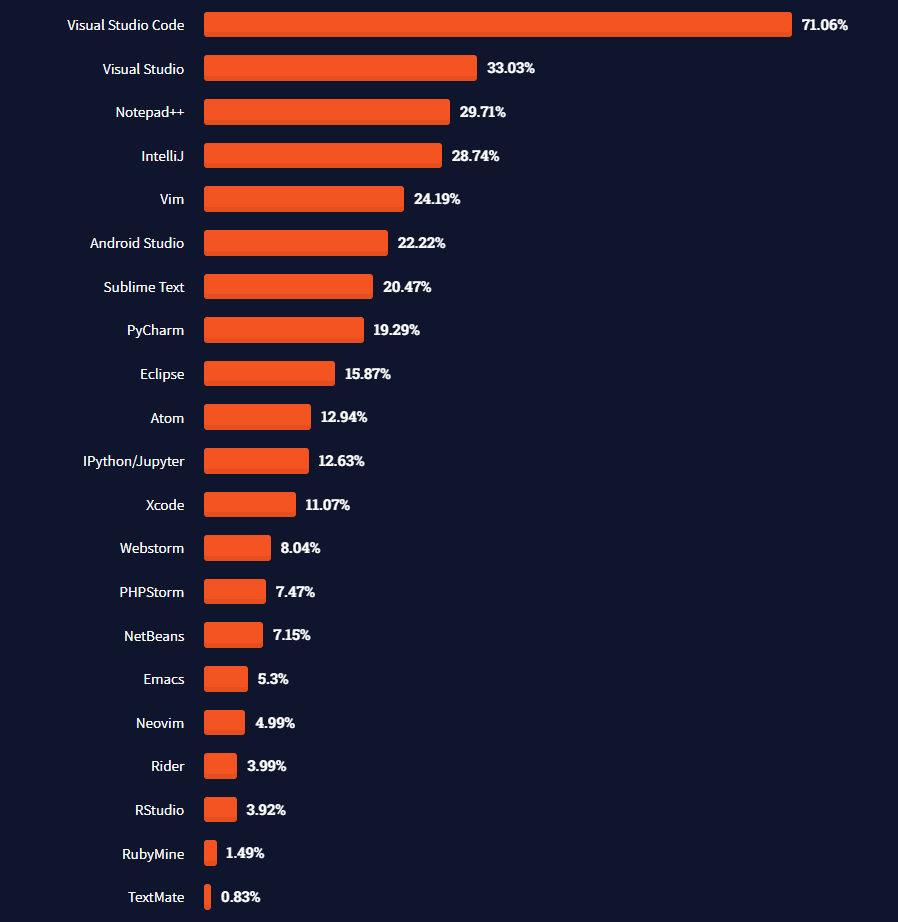 Visual Studio Code 71.06%
Visual Studio 33.03%
Notepad++ 29.71%
IntelliJ 28.74%
Vim 24.19%
Android Studio 22.22%
Sublime Text 20.47%
PyCharm 19.29%
Eclipse 15.87%
Atom 12.94%
IPython/Jupyter 12.63%
Xcode 11.07%
Webstorm 8.04%
PHPStorm 7.47%
NetBeans 7.15%
Emacs 5.3%
Neovim 4.99%
Rider 3.99%
RStudio 3.92%
RubyMine 1.49%
TextMate 0.83%